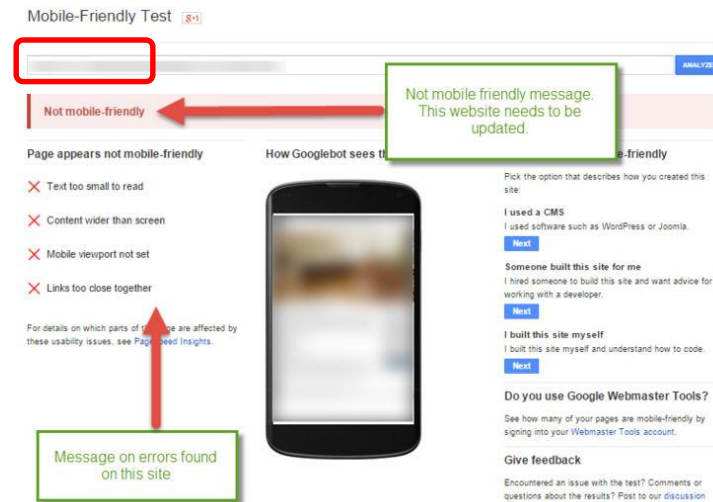 Mobile-Friendly Test g+1
ANALYZE
Not mobile-friendly
Not mobile friendly message.
This website needs to be
updated.
Page appears not mobile-friendly
How Googlebot sees
e-friendly
Text too small to read
Content wider than screen
Mobile viewport not set
Links too close together
For details on which parts of the page are affected by
these usability issues, see PageSpeed Insights.
Message on errors found
on this site
Pick the option that describes how you created this
site:
I used a CMS
I used software such as WordPress or Joomla.
Next
Someone built this site for me
I hired someone to build this site and want advice for
working with a developer.
Next
I built this site myself
I built this site myself and understand how to code.
Next
Do you use Google Webmaster Tools?
See how many of your pages are mobile-friendly by
signing into your Webmaster Tools account.
Give feedback
Encountered an issue with the test? Comments or
questions about the results? Post to our discussion